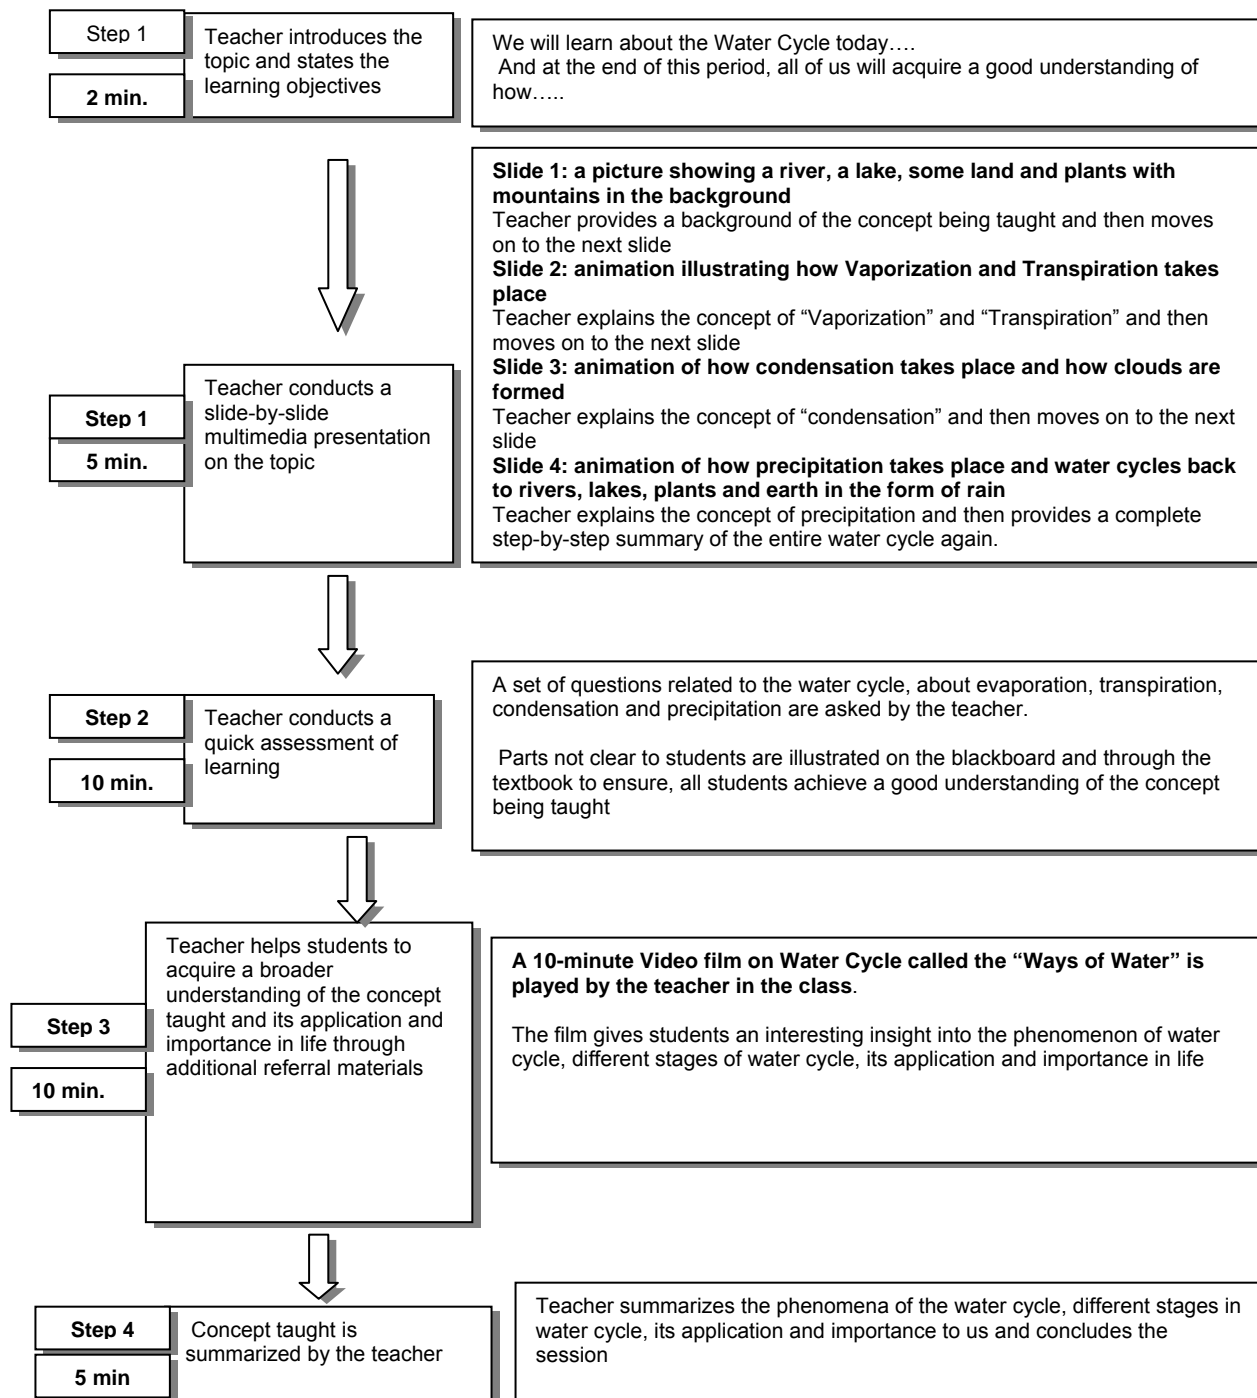 Step 1
2 min.
Teacher introduces the
topic and states the
learning objectives
We will learn about the Water Cycle today….
And at the end of this period, all of us will acquire a good understanding of
how…..
Step 1
5 min.
Teacher conducts a
slide-by-slide
multimedia presentation
on the topic
Slide 1: a picture showing a river, a lake, some land and plants with
mountains in the background
Teacher provides a background of the concept being taught and then moves
on to the next slide
Slide 2: animation illustrating how Vaporization and Transpiration takes
place
Teacher explains the concept of “Vaporization” and “Transpiration” and then
moves on to the next slide
Slide 3: animation of how condensation takes place and how clouds are
formed
Teacher explains the concept of “condensation” and then moves on to the next
slide
Slide 4: animation of how precipitation takes place and water cycles back
to rivers, lakes, plants and earth in the form of rain
Teacher explains the concept of precipitation and then provides a complete
step-by-step summary of the entire water cycle again.
Step 2
10 min.
Teacher conducts a
quick assessment of
learning
A set of questions related to the water cycle, about evaporation, transpiration,
condensation and precipitation are asked by the teacher.
Parts not clear to students are illustrated on the blackboard and through the
textbook to ensure, all students achieve a good understanding of the concept
being taught
Step 3
10 min.
Teacher helps students to
acquire a broader
understanding of the concept
taught and its application and
importance in life through
additional referral materials
A 10-minute Video film on Water Cycle called the “Ways of Water” is
played by the teacher in the class.
The film gives students an interesting insight into the phenomenon of water
cycle, different stages of water cycle, its application and importance in life
Step 4
5 min
Concept taught is
summarized by the teacher
Teacher summarizes the phenomena of the water cycle, different stages in
water cycle, its application and importance to us and concludes the
session